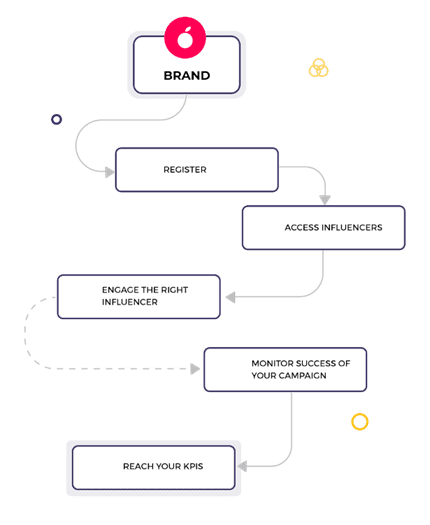 BRAND
REGISTER
ACCESS INFLUENCERS
ENGAGE THE RIGHT
INFLUENCER
MONITOR SUCCESS OF
YOUR CAMPAIGN
REACH YOUR KPIS